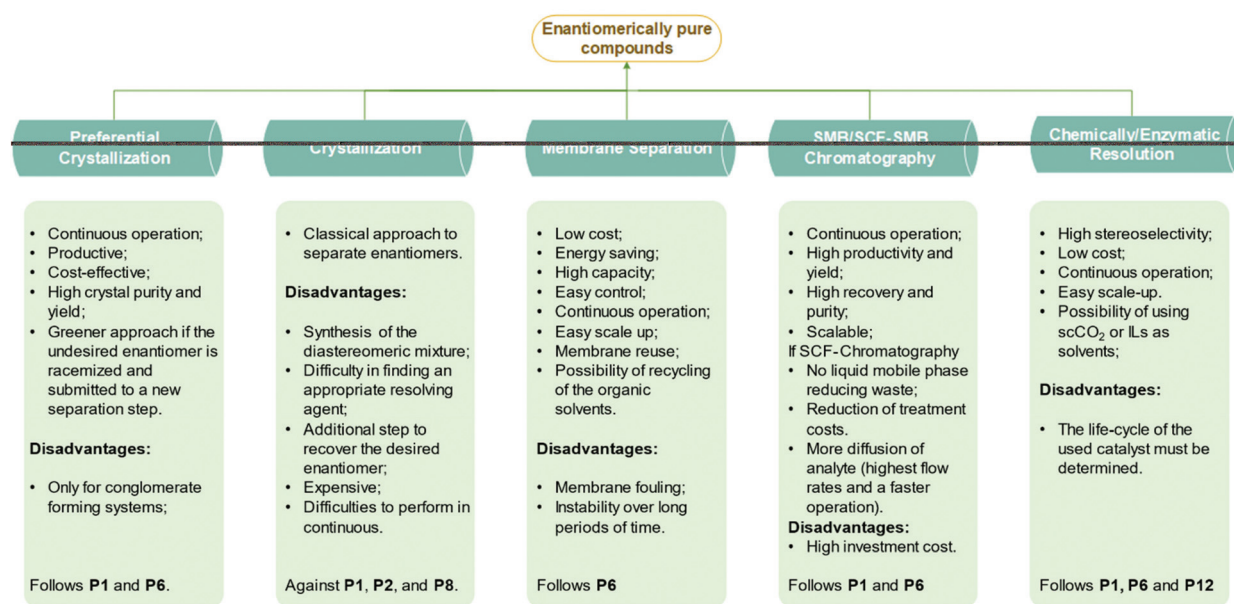 Enantiomerically pure
compounds
Preferential
Crystallization
Crystallization
Membrane Separation
SMB/SCF-SMB
Chromatography
Chemically/Enzymatic
Resolution
• Continuous operation;
• Productive;
• Cost-effective;
• High crystal purity and
yield;
• Greener approach if the
undesired enantiomer is
racemized and
submitted to a new
separation step.
Disadvantages:
• Only for conglomerate
forming systems;
Follows P1 and P6.
• Classical approach to
separate enantiomers.
Disadvantages:
• Synthesis of the
diastereomeric mixture;
• Difficulty in finding an
appropriate resolving
agent;
• Additional step to
recover the desired
enantiomer;
• Expensive;
• Difficulties to perform in
continuous.
Against P1, P2, and P8.
• Low cost;
• Energy saving;
• High capacity;
• Easy control;
• Continuous operation;
• Easy scale up;
• Membrane reuse;
• Possibility of recycling
of the organic
solvents.
Disadvantages:
• Membrane fouling;
• Instability over long
periods of time.
Follows P6
• Continuous operation;
• High productivity and
yield;
• High recovery and
purity;
• Scalable;
If SCF-Chromatography
• No liquid mobile phase
reducing waste;
• Reduction of treatment
costs.
• More diffusion of
analyte (highest flow
rates and a faster
operation).
Disadvantages:
• High investment cost.
Follows P1 and P6
• High stereoselectivity;
• Low cost;
• Continuous operation;
• Easy scale-up.
• Possibility of using
scCO₂ or ILs as
solvents;
Disadvantages:
• The life-cycle of the
used catalyst must be
determined.
Follows P1, P6 and P12